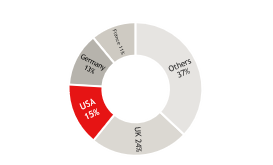 Others
37%
UK 24%
USA
15%
Germany
13%
France 11%